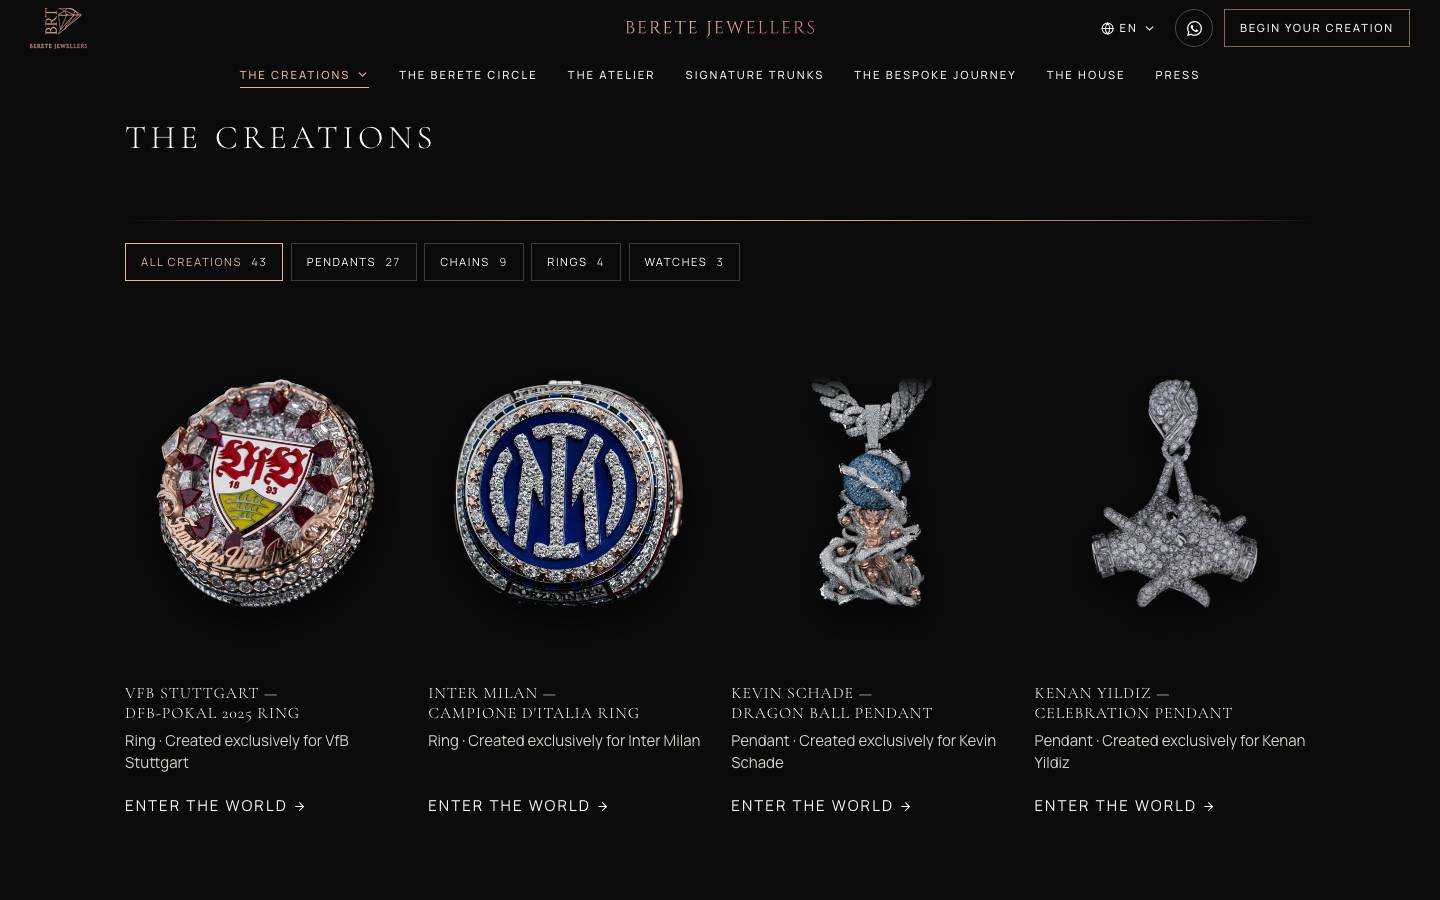 BRT
BERETE JEWELLERS
BERETE JEWELLERS
EN
BEGIN YOUR CREATION
THE CREATIONS
THE BERETE CIRCLE
THE ATELIER
SIGNATURE TRUNKS
THE BESPOKE JOURNEY
THE HOUSE
PRESS
THE CREATIONS
ALL CREATIONS 43
PENDANTS 27
CHAINS 9
RINGS 4
WATCHES 3
VfB
18 93
VFB STUTTGART —
DFB-POKAL 2025 RING
Ring · Created exclusively for VfB
Stuttgart
ENTER THE WORLD →
INTER MILAN —
CAMPIONE D'ITALIA RING
Ring · Created exclusively for Inter Milan
ENTER THE WORLD →
KEVIN SCHADE —
DRAGON BALL PENDANT
Pendant · Created exclusively for Kevin
Schade
ENTER THE WORLD →
KENAN YILDIZ —
CELEBRATION PENDANT
Pendant · Created exclusively for Kenan
Yildiz
ENTER THE WORLD →